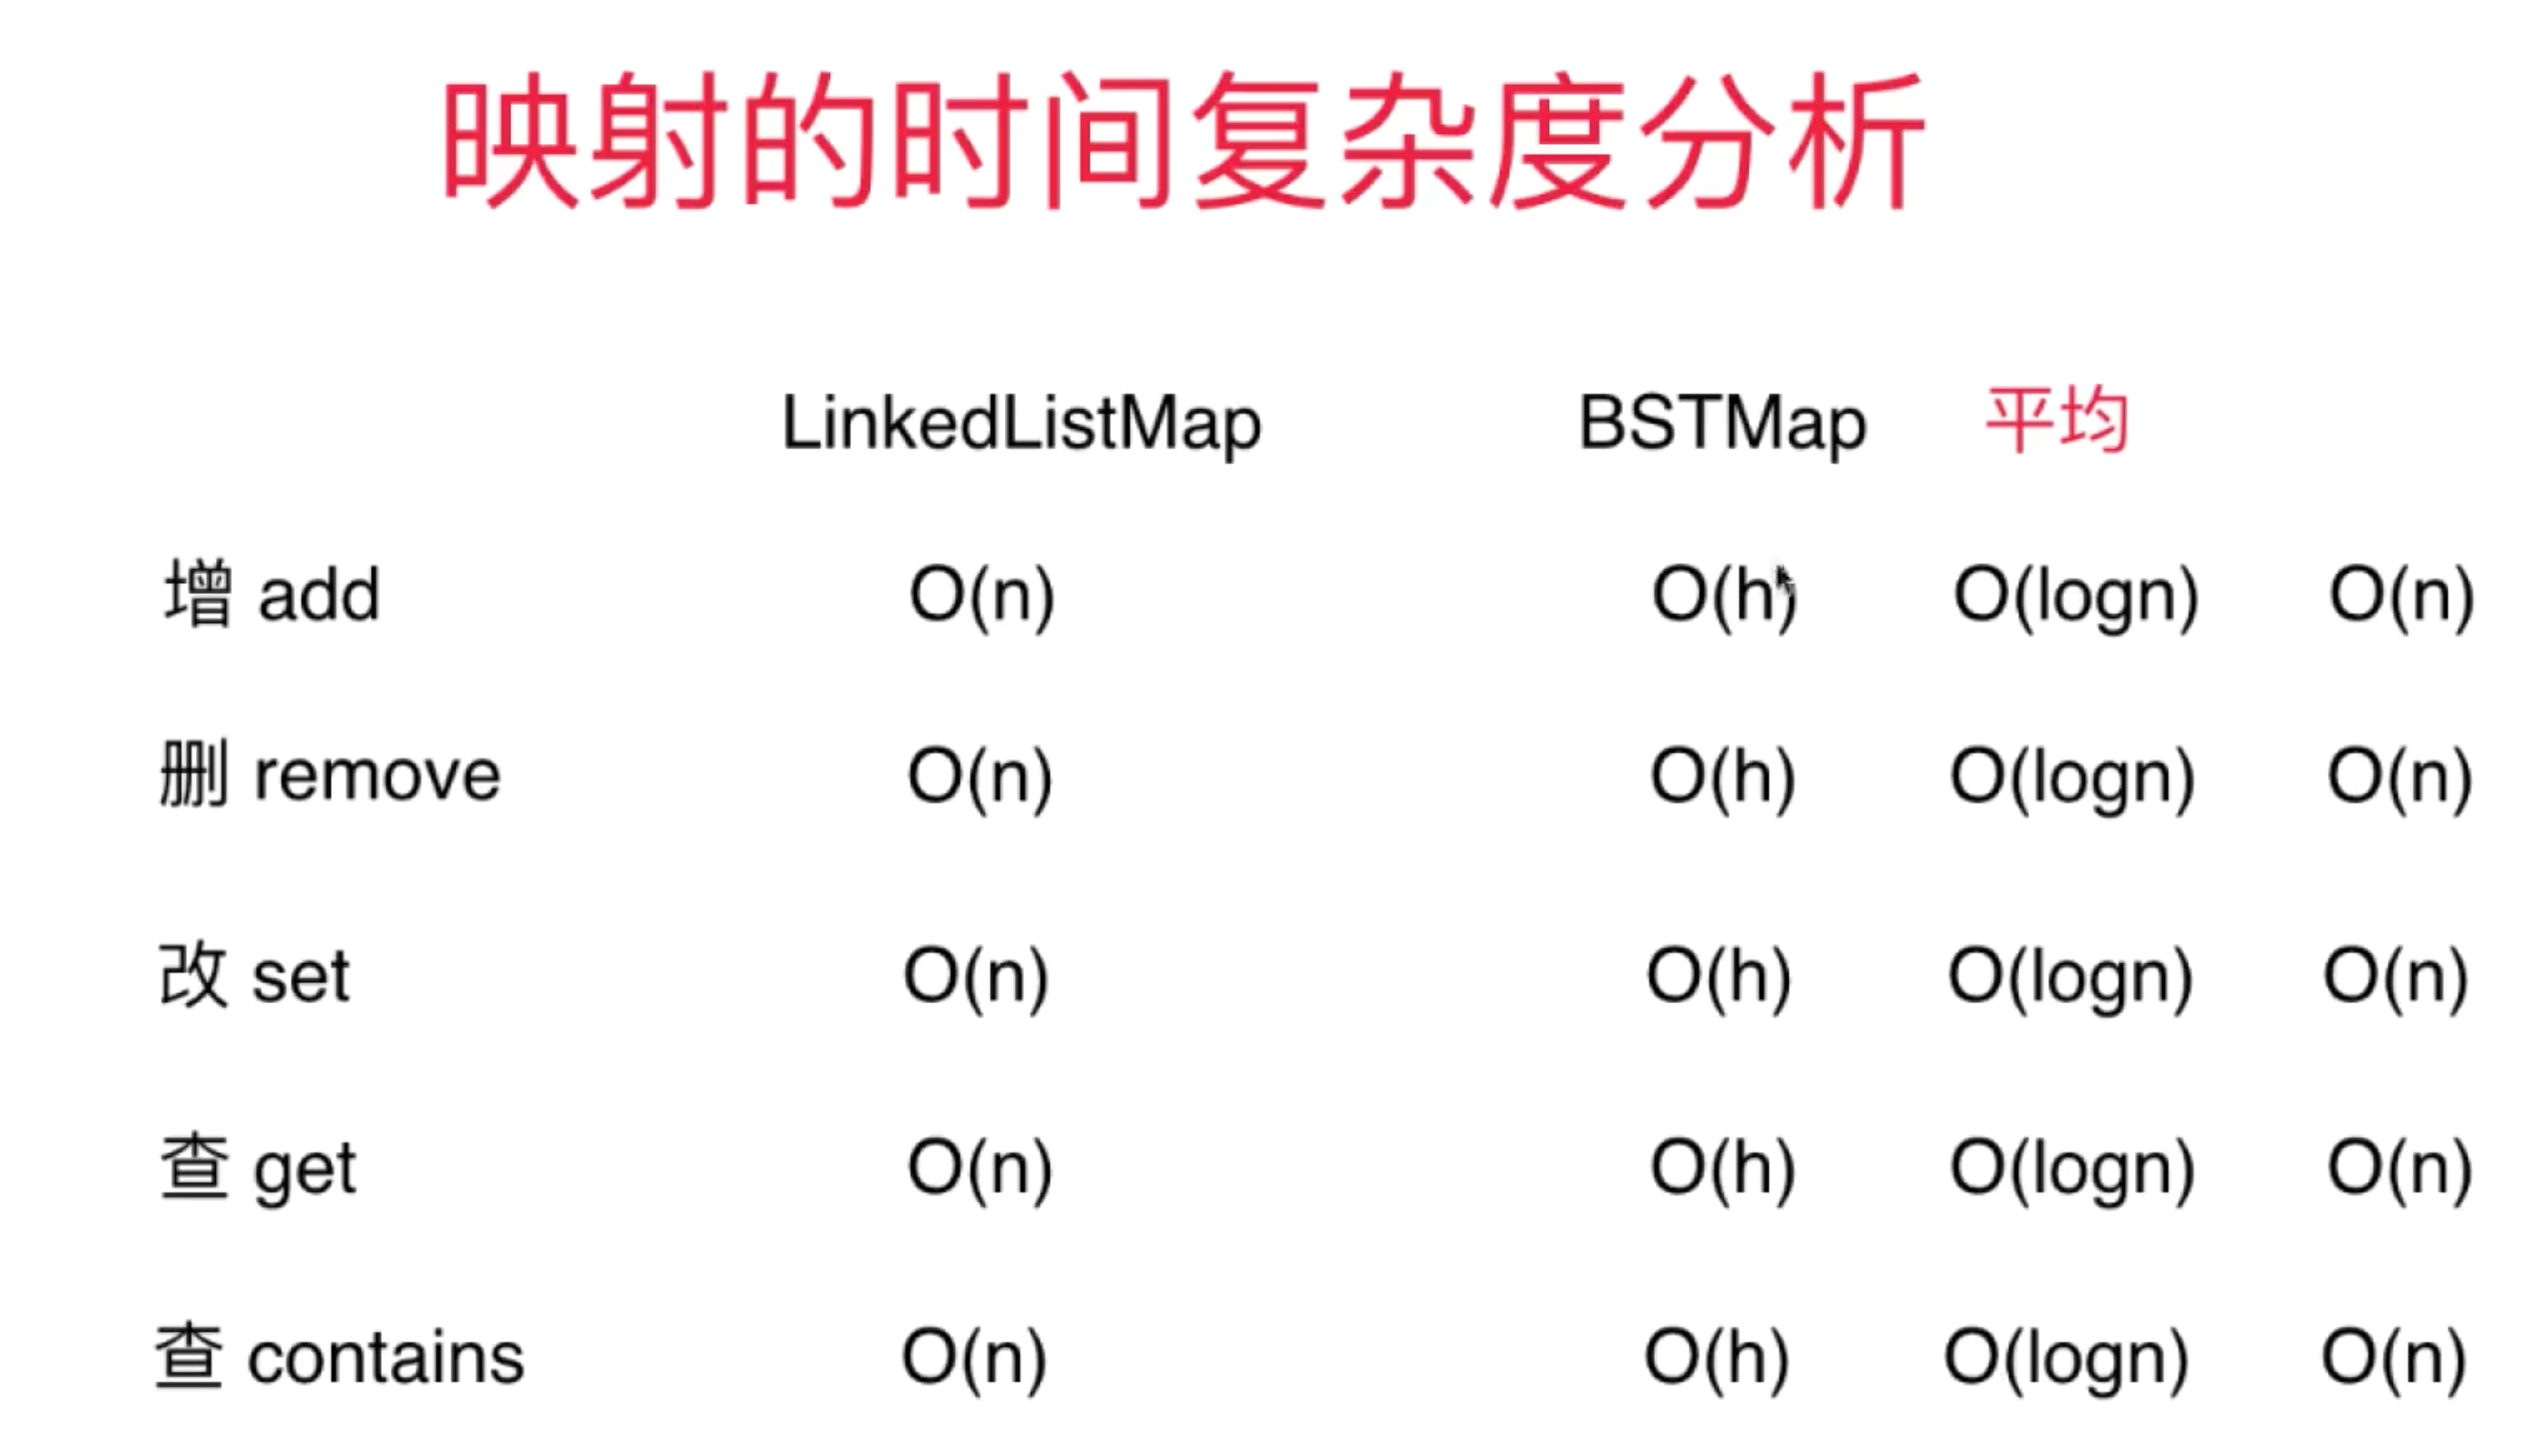 映射的时间复杂度分析
LinkedListMap BSTMap 平均
增 add O(n) O(h) O(logn) O(n)
删 remove O(n) O(h) O(logn) O(n)
改 set O(n) O(h) O(logn) O(n)
查 get O(n) O(h) O(logn) O(n)
查 contains O(n) O(h) O(logn) O(n)